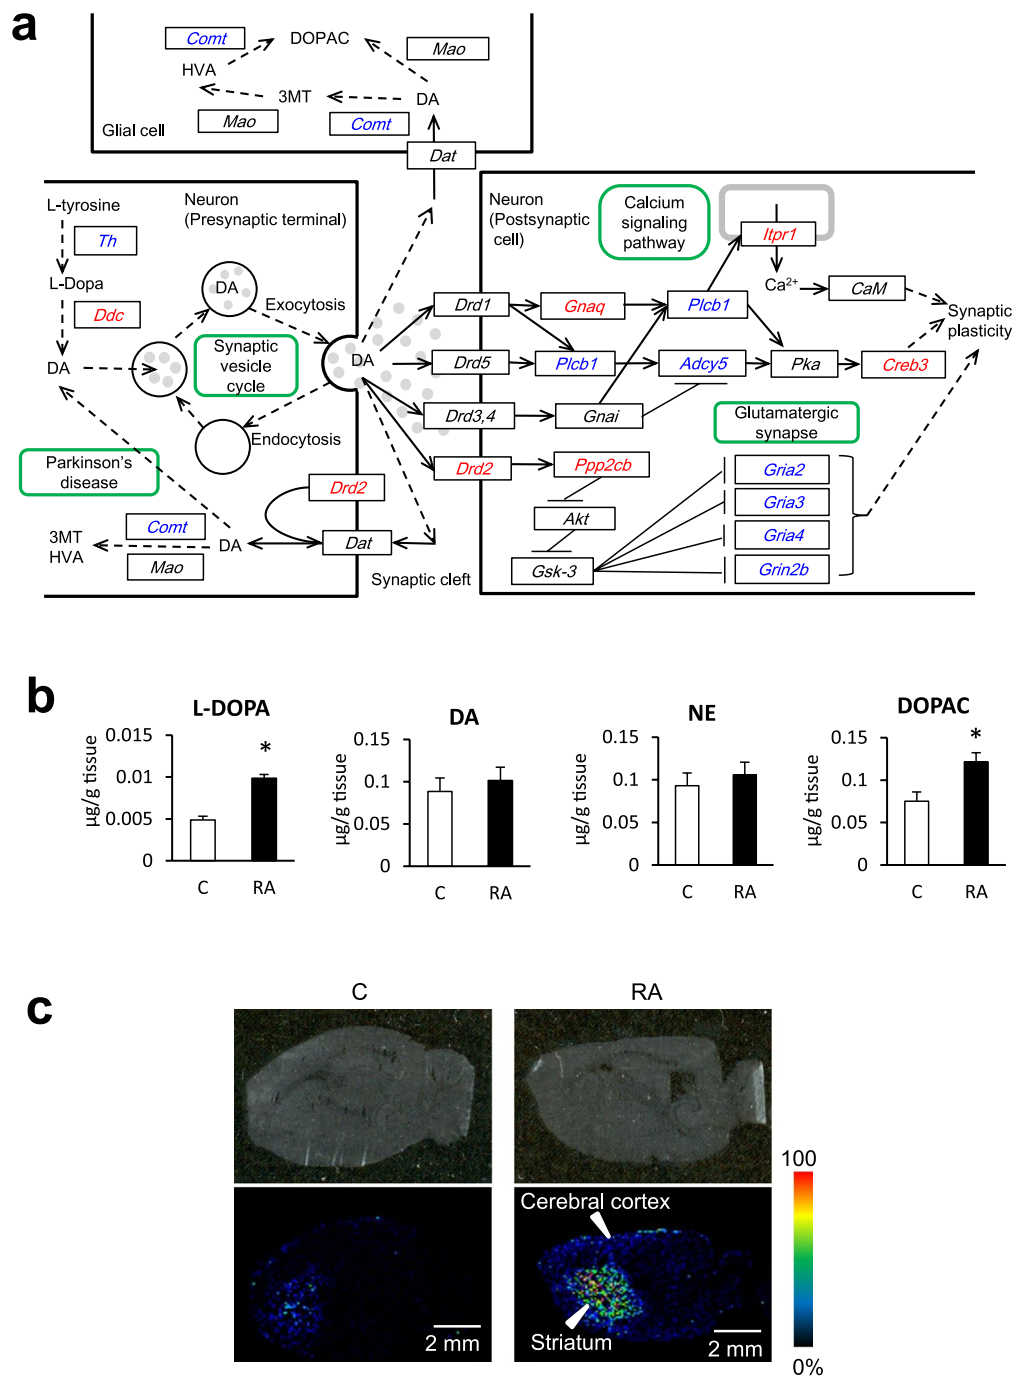 a
Comt
DOPAC
Mao
HVA
3MT
DA
Mao
Comt
Glial cell
Dat
L-tyrosine
Neuron
(Presynaptic terminal)
Th
L-Dopa
DA
Exocytosis
Ddc
Synaptic
vesicle
cycle
DA
DA
Endocytosis
Parkinson's
disease
Drd2
Comt
3MT
HVA
DA
Mao
Dat
Synaptic cleft
Neuron
(Postsynaptic
cell)
Calcium
signaling
pathway
Itpr1
Ca2+
CaM
Drd1
Gnaq
Plcb1
Synaptic
plasticity
Drd5
Plcb1
Adcy5
Pka
Creb3
Drd3,4
Gnai
Glutamatergic
synapse
Drd2
Ppp2cb
Gria2
Akt
Gria3
Gria4
Gsk-3
Grin2b
b
L-DOPA
µg/g tissue
0.015
0.01
0.005
0
*
C RA
DA
µg/g tissue
0.15
0.1
0.05
0
C RA
NE
µg/g tissue
0.15
0.1
0.05
0
C RA
DOPAC
µg/g tissue
0.15
0.1
0.05
0
*
C RA
c
C
RA
Cerebral cortex
Striatum
2 mm
2 mm
100
0%